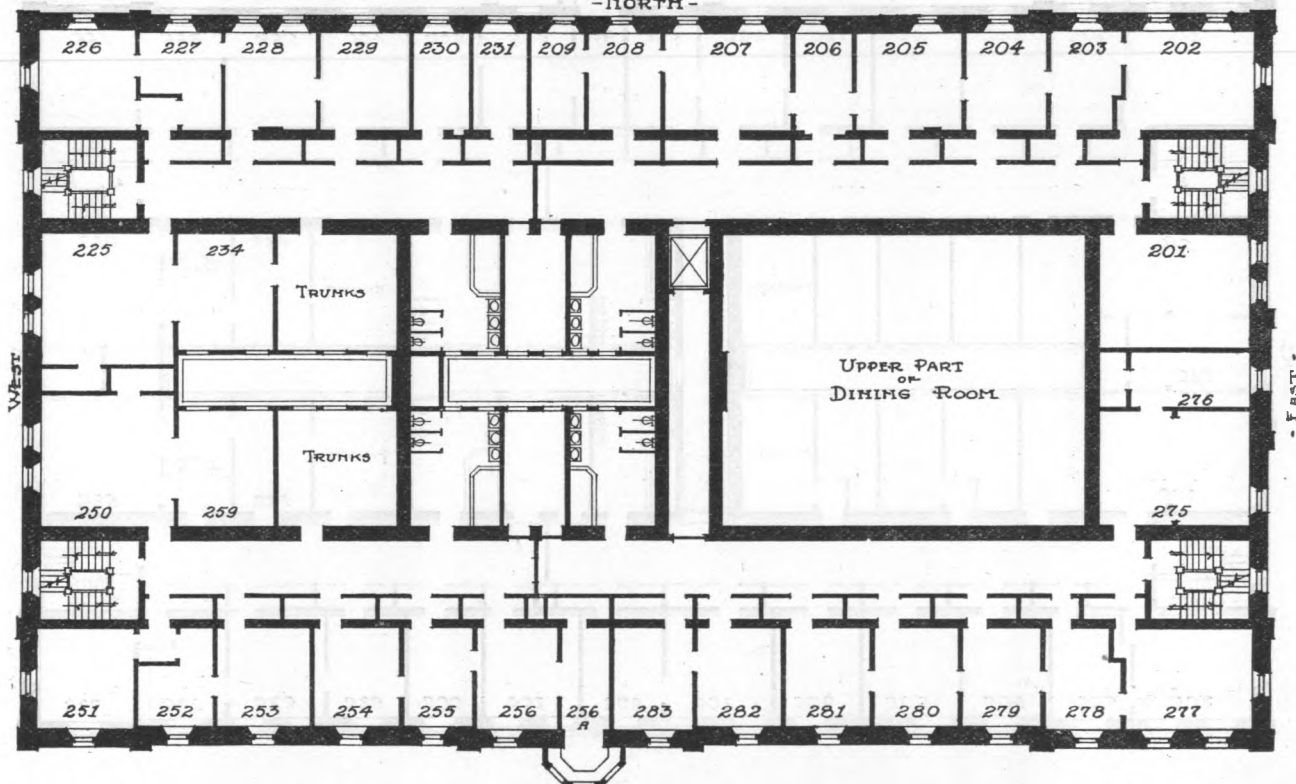 - NORTH -
226 227 228 229 230 231 209 208 207 206 205 204 203 202
225 234 201
TRUNKS
WEST
UPPER PART
OF
DINING ROOM
276
- EAST -
TRUNKS
250 259 275
251 252 253 254 255 256 256 283 282 281 280 279 278 277
A